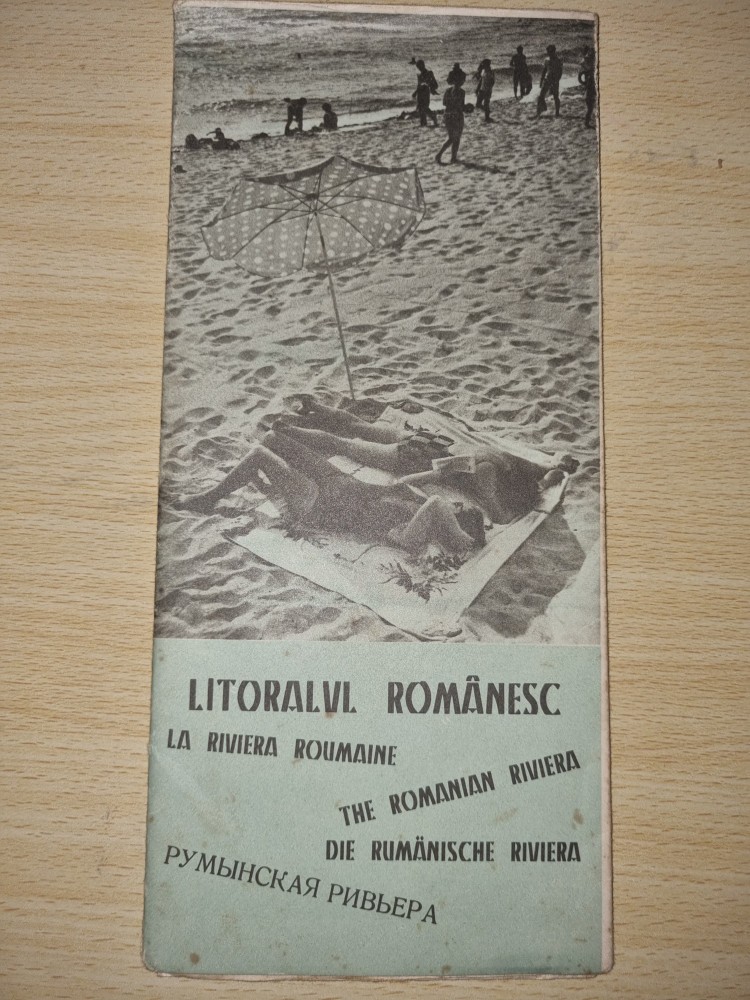 LITORALVL ROMÂNESC
LA RIVIERA ROUMAINE
THE ROMANIAN RIVIERA
DIE RUMÄNISCHE RIVIERA
РУМЫНСКАЯ РИВЬЕРА